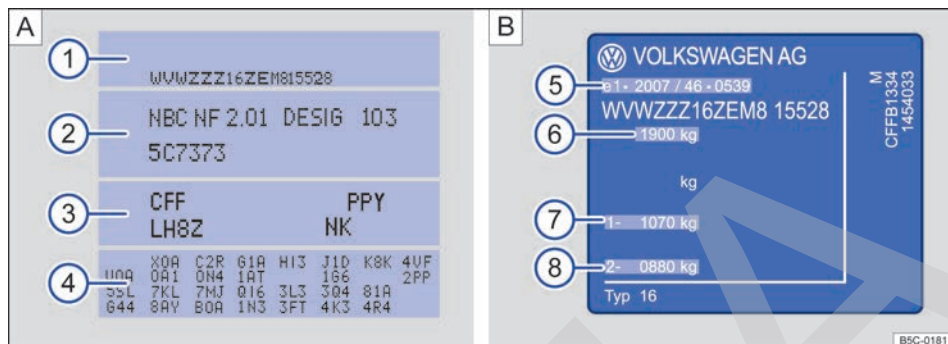 A
1
WVWZZZ16ZEM815528
2
NBC NF 2.01 DESIG 103
5C7373
3
CFF PPY
LH8Z NK
4
X0A C2R G1A HI3 J1D K8K 4VF
U0A 0A1 0N4 1AT 1G6 2PP
5SL 7KL 7MJ Q16 3L3 3Q4 81A
G44 8AY B0A 1N3 3FT 4K3 4R4
B
VOLKSWAGEN AG
5
e1* 2007 / 46 * 0539
WVWZZZ16ZEM8 15528
6
1900 kg
kg
7
1- 1070 kg
8
2- 0880 kg
Typ 16
M
CFFB1334
1454033
B5C-0181